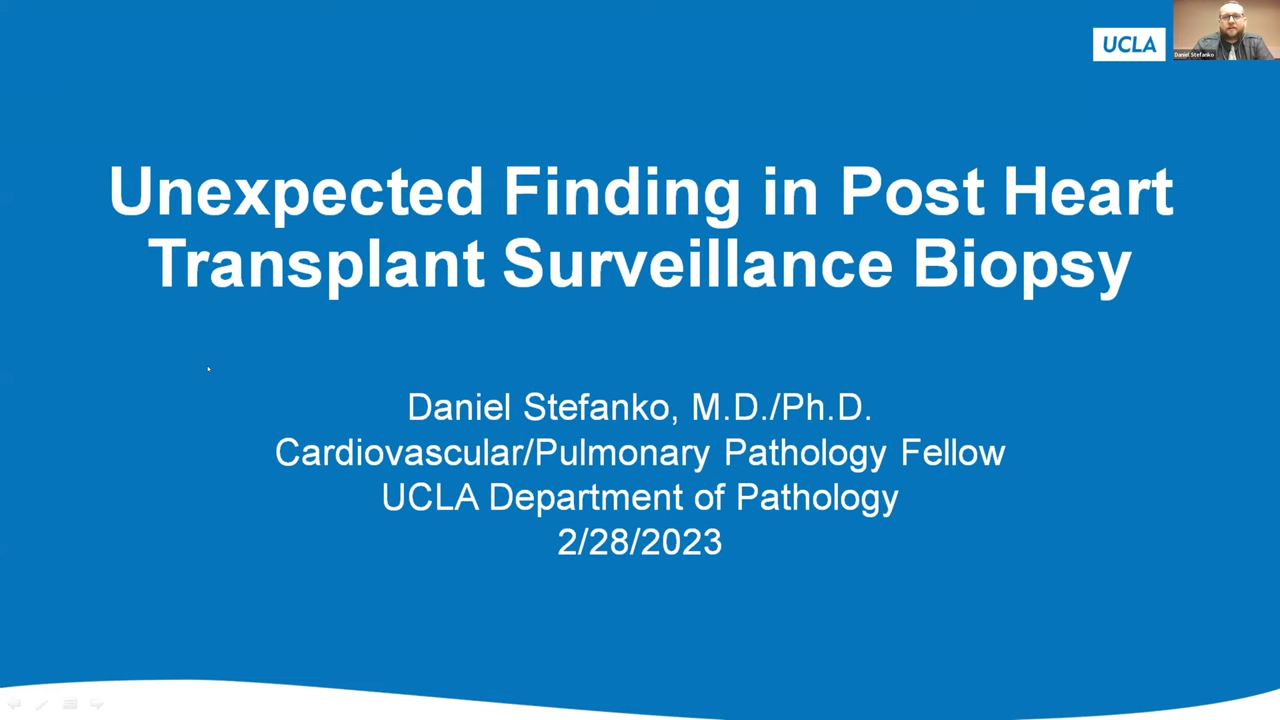 UCLA
Daniel Stefanko
Unexpected Finding in Post Heart
Transplant Surveillance Biopsy
Daniel Stefanko, M.D./Ph.D.
Cardiovascular/Pulmonary Pathology Fellow
UCLA Department of Pathology
2/28/2023